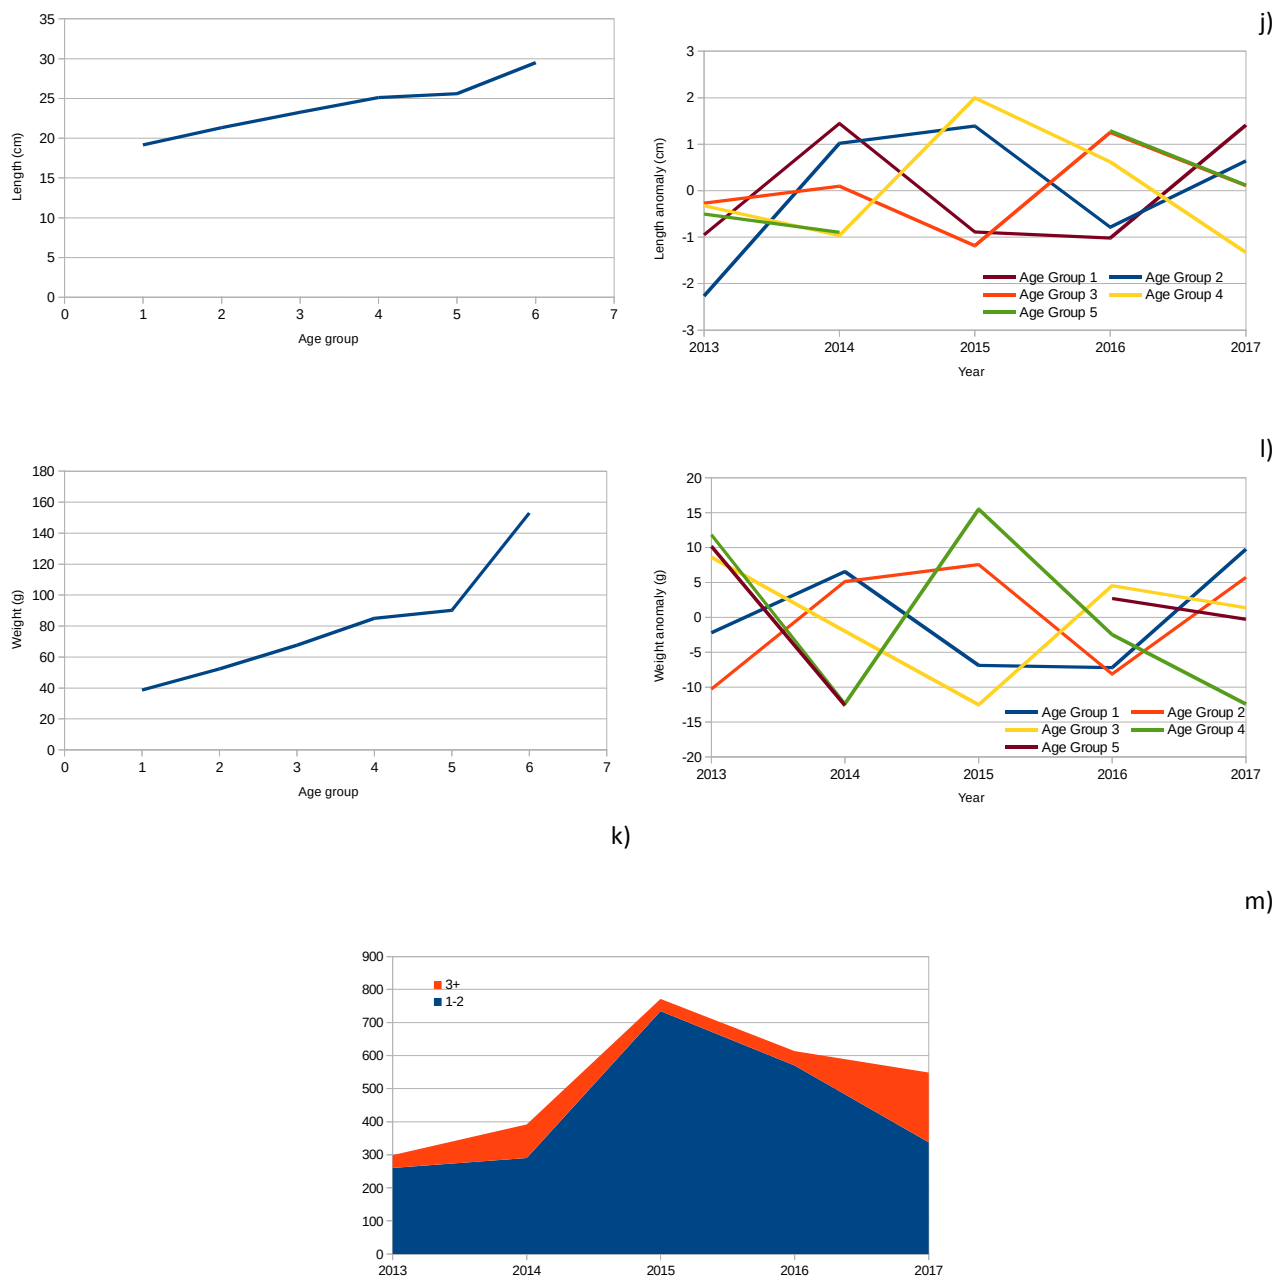 j)
35
30
25
20
15
10
5
0
0 1 2 3 4 5 6 7
Length (cm)
Age group
3
2
1
0
-1
-2
-3
2013 2014 2015 2016 2017
Length anomaly (cm)
Year
Age Group 1 Age Group 2
Age Group 3 Age Group 4
Age Group 5
l)
180
160
140
120
100
80
60
40
20
0
0 1 2 3 4 5 6 7
Weight (g)
Age group
20
15
10
5
0
-5
-10
-15
-20
2013 2014 2015 2016 2017
Weight anomaly (g)
Year
Age Group 1 Age Group 2
Age Group 3 Age Group 4
Age Group 5
k)
m)
900
800
700
600
500
400
300
200
100
0
3+
1-2
2013 2014 2015 2016 2017